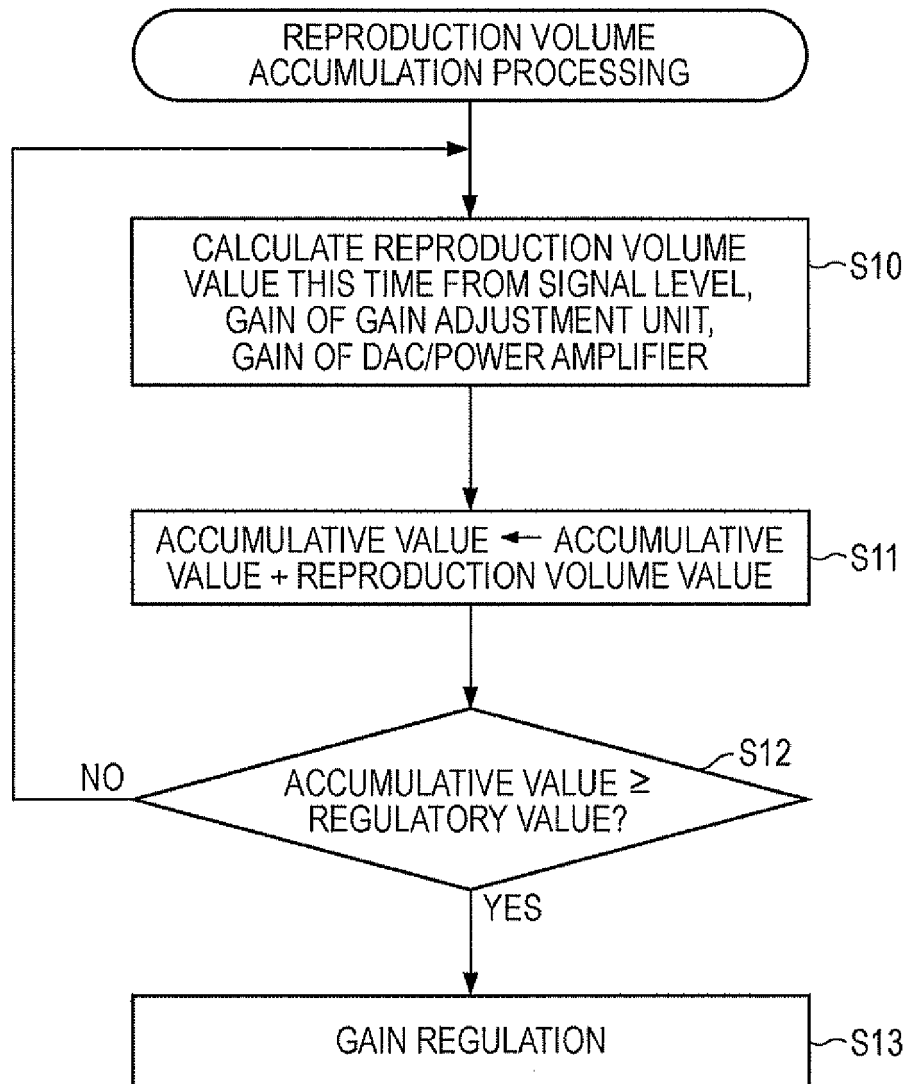 REPRODUCTION VOLUME
ACCUMULATION PROCESSING
CALCULATE REPRODUCTION VOLUME
VALUE THIS TIME FROM SIGNAL LEVEL,
GAIN OF GAIN ADJUSTMENT UNIT,
GAIN OF DAC/POWER AMPLIFIER
S10
ACCUMULATIVE VALUE ← ACCUMULATIVE
VALUE + REPRODUCTION VOLUME VALUE
S11
S12
NO
ACCUMULATIVE VALUE ≥
REGULATORY VALUE?
YES
GAIN REGULATION
S13